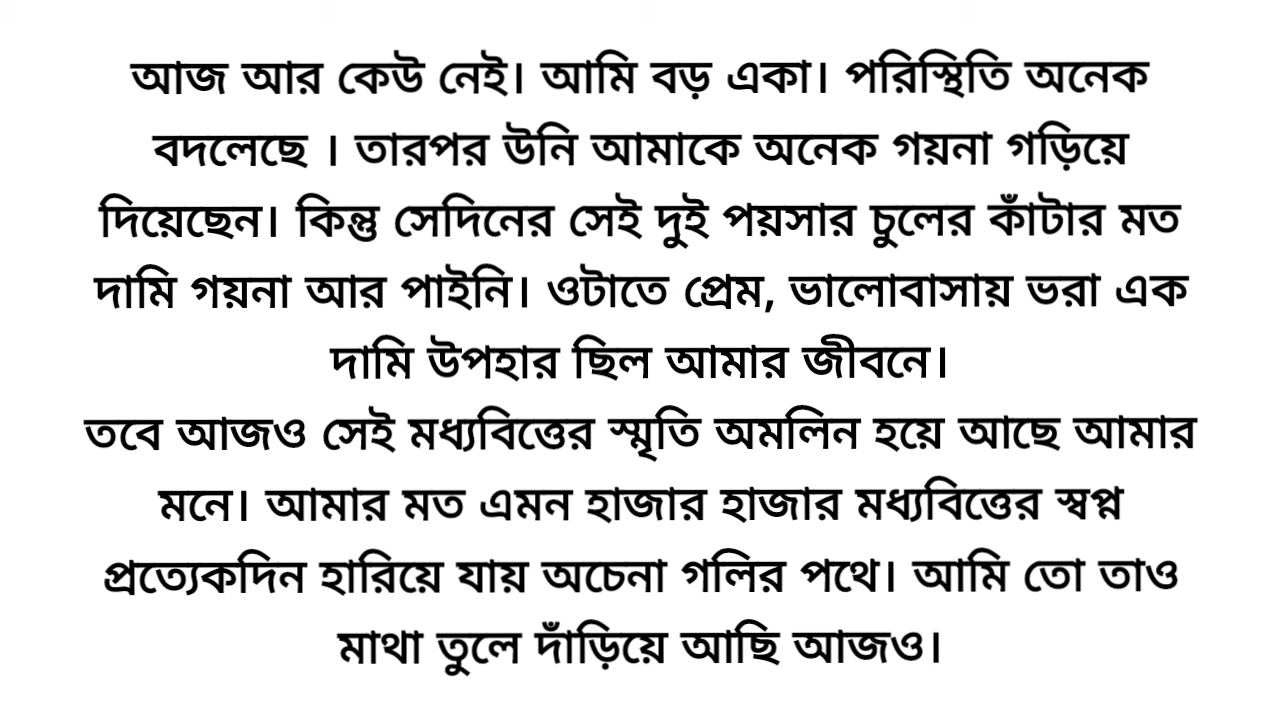 আজ আর কেউ নেই। আমি বড় একা। পরিস্থিতি অনেক
বদলেছে । তারপর উনি আমাকে অনেক গয়না গড়িয়ে
দিয়েছেন। কিন্তু সেদিনের সেই দুই পয়সার চুলের কাঁটার মত
দামি গয়না আর পাইনি। ওটাতে প্রেম, ভালোবাসায় ভরা এক
দামি উপহার ছিল আমার জীবনে।
তবে আজও সেই মধ্যবিত্তের স্মৃতি অমলিন হয়ে আছে আমার
মনে। আমার মত এমন হাজার হাজার মধ্যবিত্তের স্বপ্ন
প্রত্যেকদিন হারিয়ে যায় অচেনা গলির পথে। আমি তো তাও
মাথা তুলে দাঁড়িয়ে আছি আজও।